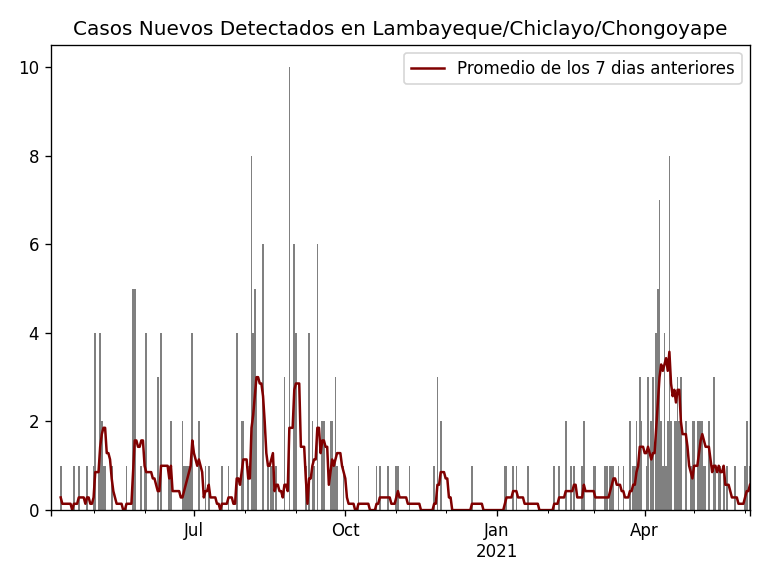 Casos Nuevos Detectados en Lambayeque/Chiclayo/Chongoyape
Promedio de los 7 dias anteriores
10
8
6
4
2
0
Jul
Oct
Jan
2021
Apr